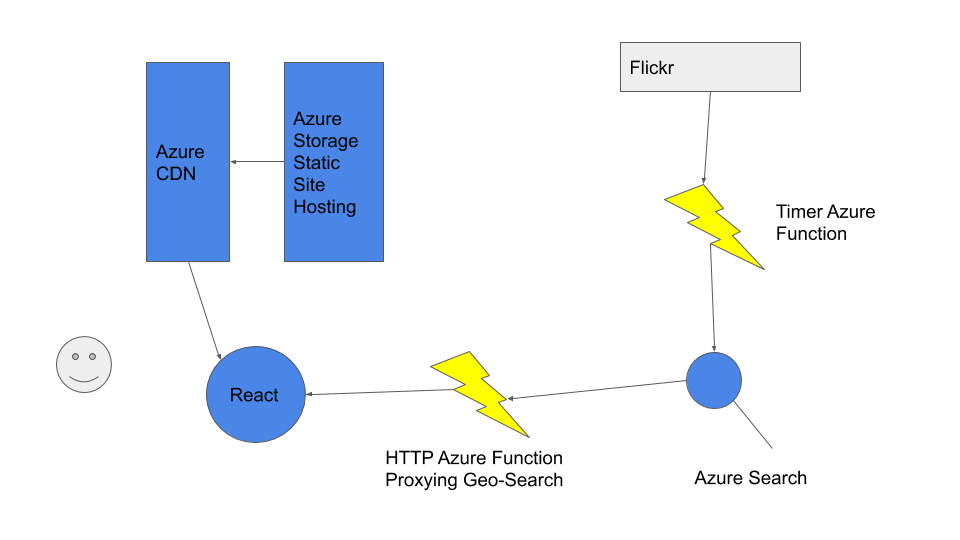 Flickr
Azure
CDN
Azure
Storage
Static
Site
Hosting
Timer Azure
Function
React
HTTP Azure Function
Proxying Geo-Search
Azure Search